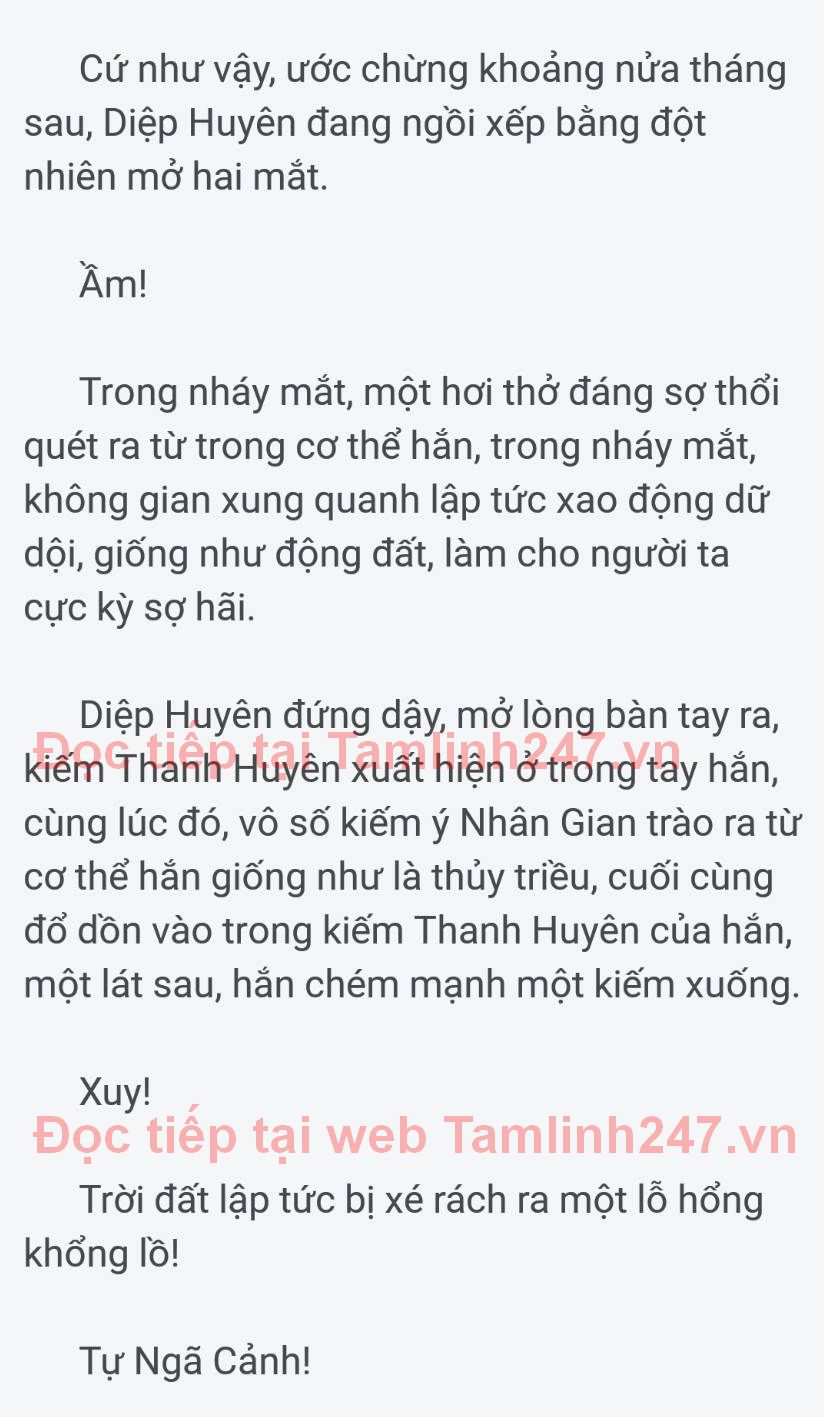 Cứ như vậy, ước chừng khoảng nửa tháng
sau, Diệp Huyên đang ngồi xếp bằng đột
nhiên mở hai mắt.
Ầm!
Trong nháy mắt, một hơi thở đáng sợ thổi
quét ra từ trong cơ thể hắn, trong nháy mắt,
không gian xung quanh lập tức xao động dữ
dội, giống như động đất, làm cho người ta
cực kỳ sợ hãi.
Diệp Huyên đứng dậy, mở lòng bàn tay ra,
Đọc tiếp tại Tamlinh247.vn
kiếm Thanh Huyên xuất hiện ở trong tay hắn,
cùng lúc đó, vô số kiếm ý Nhân Gian trào ra từ
cơ thể hắn giống như là thủy triều, cuối cùng
đổ dồn vào trong kiếm Thanh Huyên của hắn,
một lát sau, hắn chém mạnh một kiếm xuống.
Xuy!
Đọc tiếp tại web Tamlinh247.vn
Trời đất lập tức bị xé rách ra một lỗ hổng
khổng lồ!
Tự Ngã Cảnh!